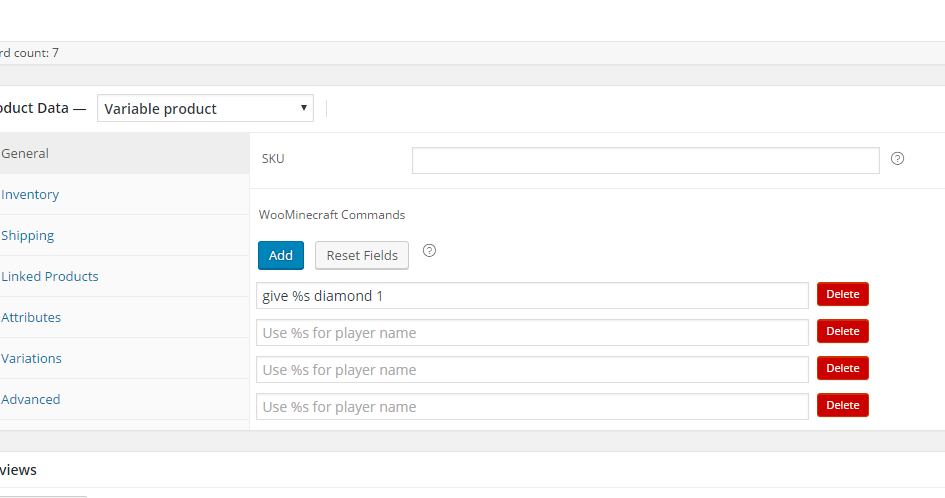 rd count: 7
oduct Data —
Variable product
General
Inventory
Shipping
Linked Products
Attributes
Variations
Advanced
SKU
?
WooMinecraft Commands
Add
Reset Fields
?
give %s diamond 1
Delete
Use %s for player name
Delete
Use %s for player name
Delete
Use %s for player name
Delete
views